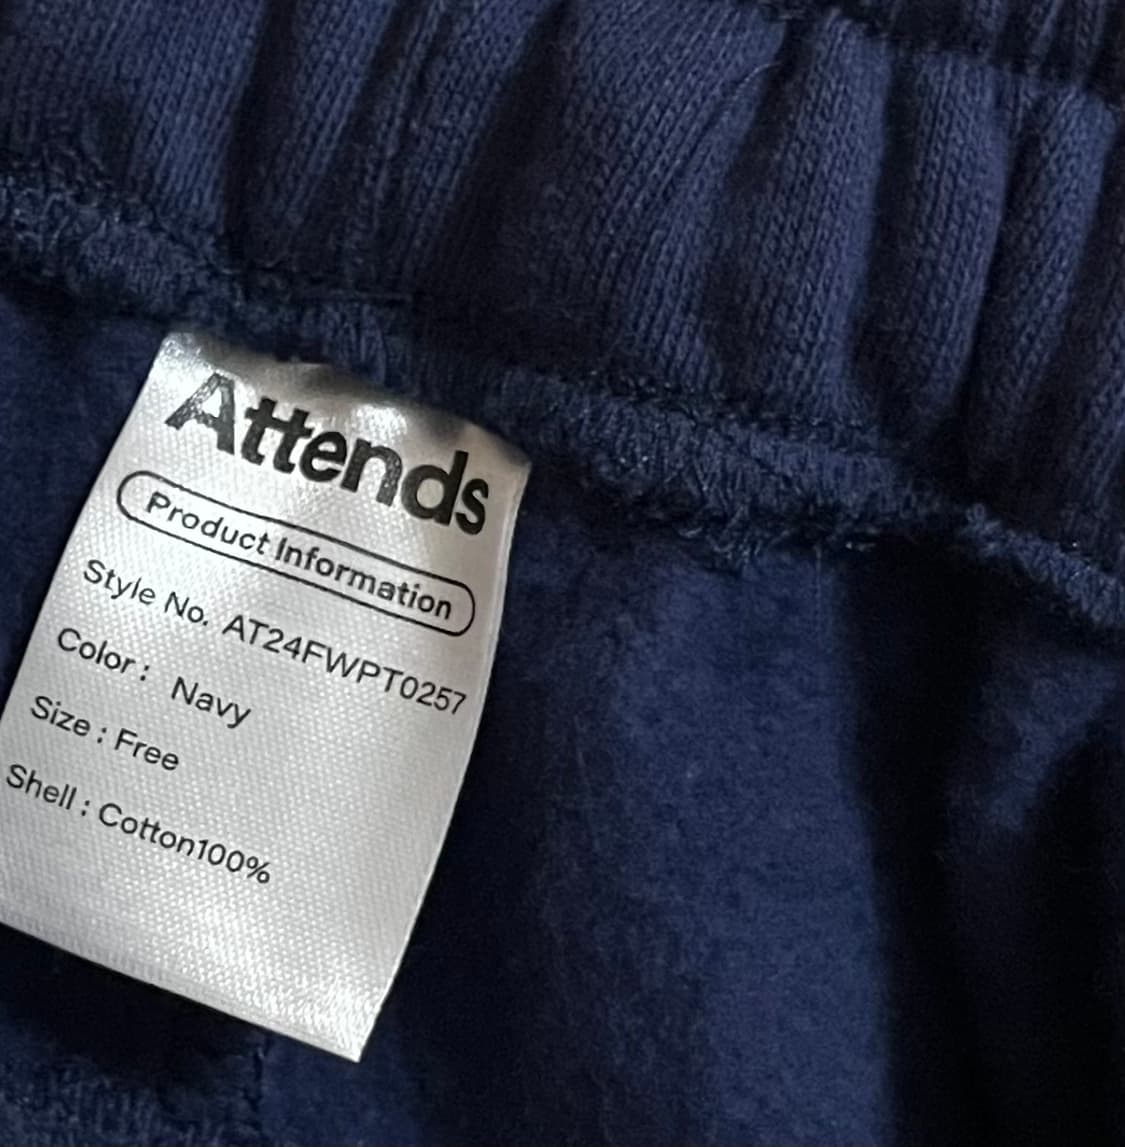 Attends
Product Information
Style No. AT24FWPT0257
Color : Navy
Size : Free
Shell : Cotton100%